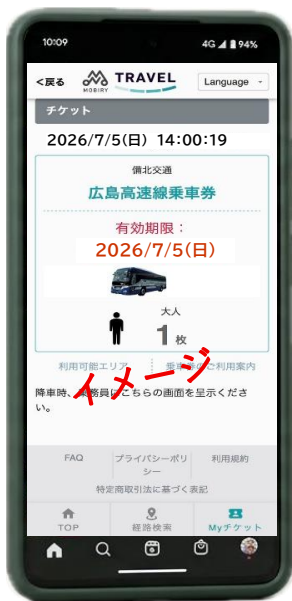 10:09 4G 94%
<戻る MOBIRY TRAVEL Language
チケット
2026/7/5(日) 14:00:19
備北交通
広島高速線乗車券
有効期限：
2026/7/5(日)
大人
1枚
利用可能エリア 乗車券のご利用案内
イメージ
降車時、乗務員にこちらの画面を呈示くださ
い。
FAQ プライバシーポリ 利用規約
シー
特定商取引法に基づく表記
TOP 経路検索 Myチケット